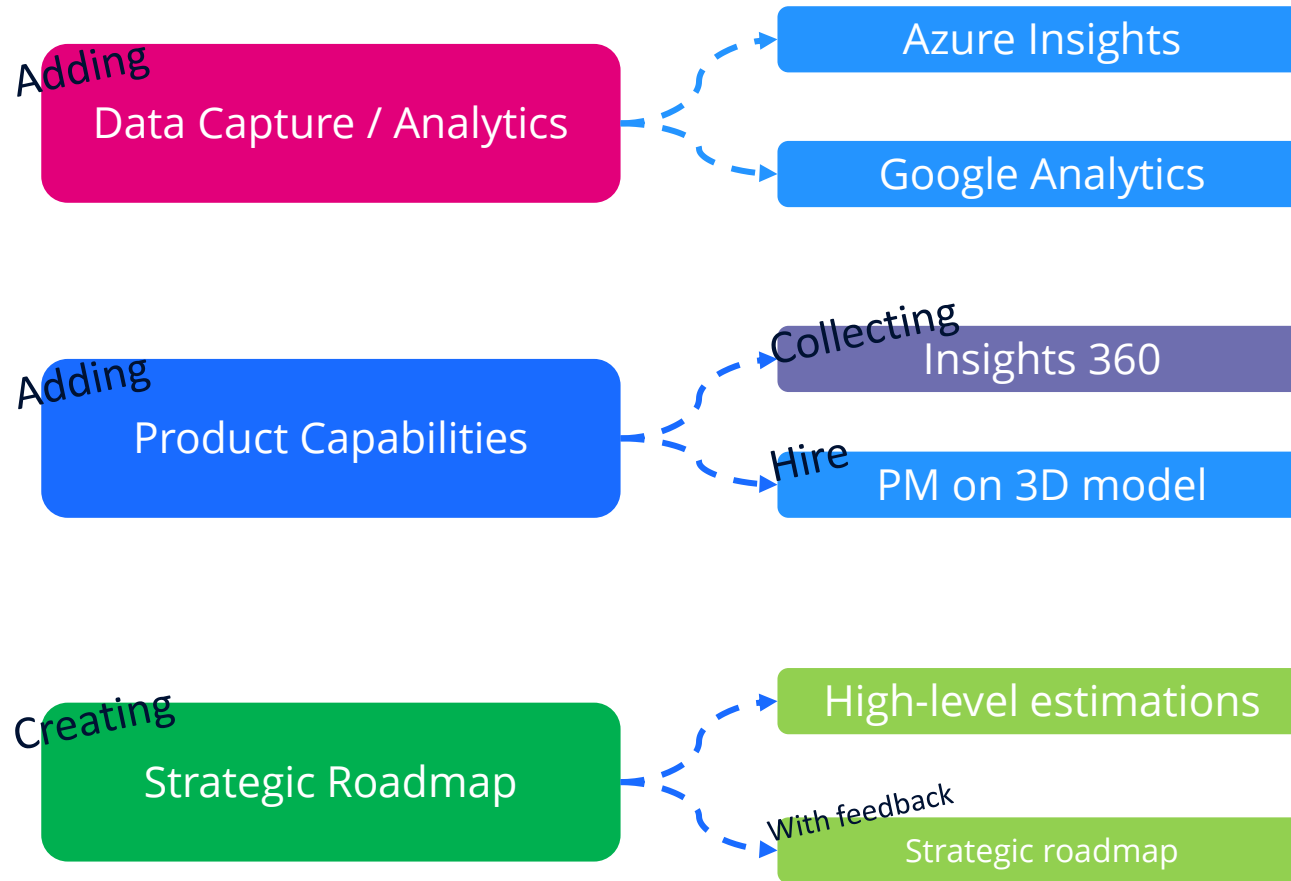 Adding
Data Capture / Analytics
Azure Insights
Google Analytics
Adding
Product Capabilities
Collecting
Insights 360
Hire
PM on 3D model
Creating
Strategic Roadmap
High-level estimations
With feedback
Strategic roadmap